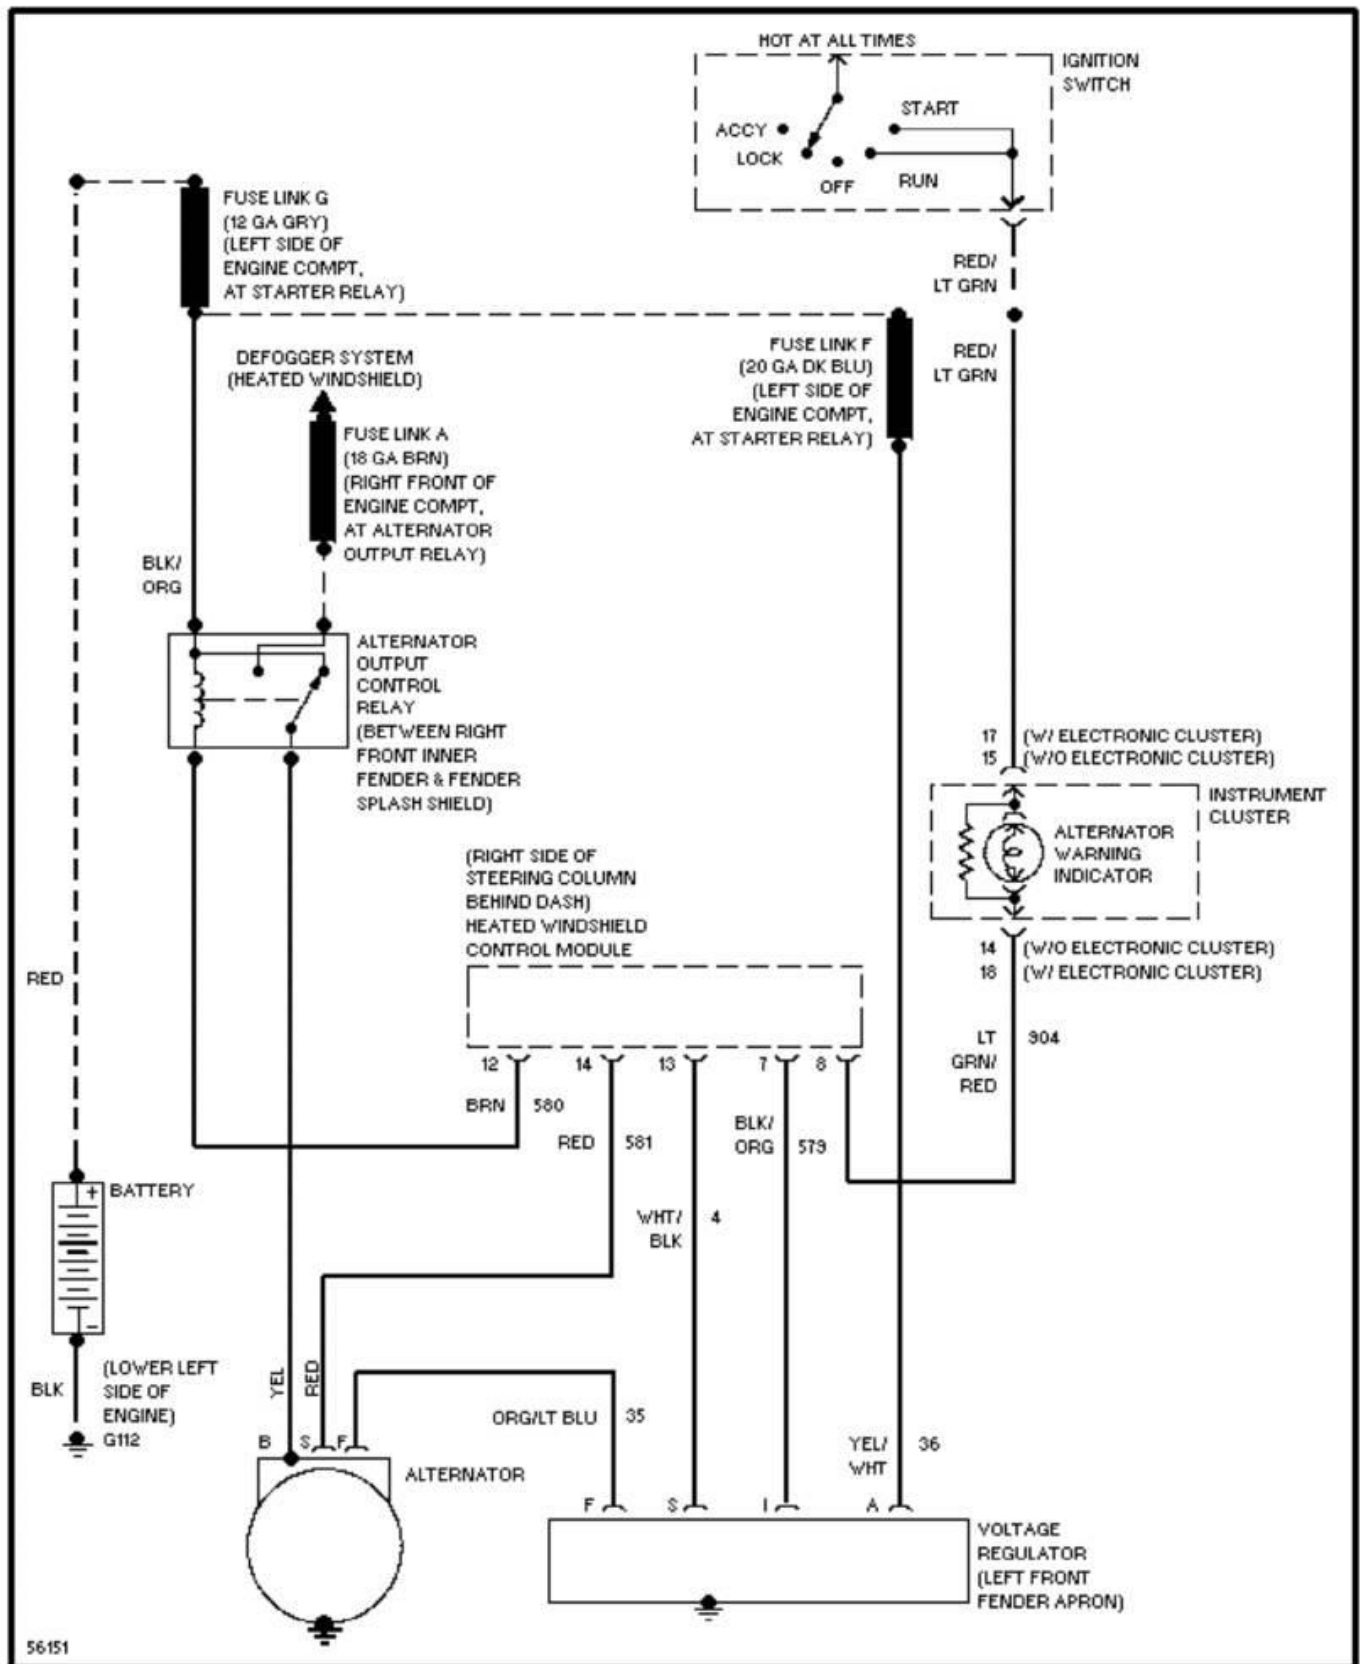 HOT AT ALL TIMES
IGNITION
SWITCH
START
ACCY
LOCK
OFF
RUN
FUSE LINK G
(12 GA GRY)
(LEFT SIDE OF
ENGINE COMPT,
AT STARTER RELAY)
RED/
LT GRN
DEFOGGER SYSTEM
(HEATED WINDSHIELD)
FUSE LINK F
(20 GA DK BLU)
(LEFT SIDE OF
ENGINE COMPT,
AT STARTER RELAY)
RED/
LT GRN
FUSE LINK A
(18 GA BRN)
(RIGHT FRONT OF
ENGINE COMPT,
AT ALTERNATOR
OUTPUT RELAY)
BLK/
ORG
ALTERNATOR
OUTPUT
CONTROL
RELAY
(BETWEEN RIGHT
FRONT INNER
FENDER & FENDER
SPLASH SHIELD)
17 (W/ ELECTRONIC CLUSTER)
15 (W/O ELECTRONIC CLUSTER)
INSTRUMENT
CLUSTER
ALTERNATOR
WARNING
INDICATOR
(RIGHT SIDE OF
STEERING COLUMN
BEHIND DASH)
HEATED WINDSHIELD
CONTROL MODULE
14 (W/O ELECTRONIC CLUSTER)
18 (W/ ELECTRONIC CLUSTER)
RED
LT 904
GRN/
RED
12 14 13 7 8
BRN 580
RED 581
BLK/
ORG 579
+ BATTERY
WHT/ 4
BLK
−
BLK
(LOWER LEFT
SIDE OF
ENGINE)
G112
YEL
RED
ORG/LT BLU 35
YEL/ 36
WHT
B S F
ALTERNATOR
F S I A
VOLTAGE
REGULATOR
(LEFT FRONT
FENDER APRON)
56151